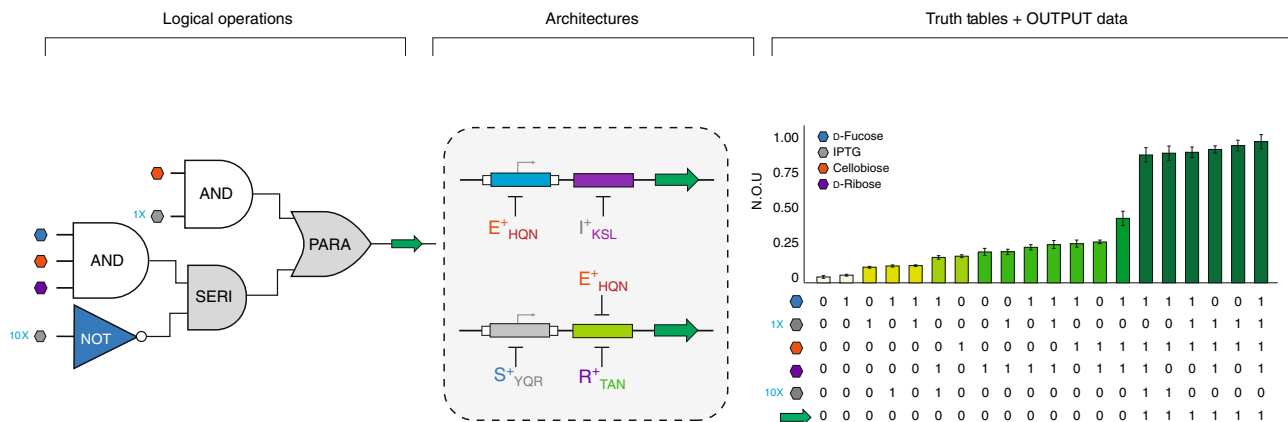 Logical operations
Architectures
Truth tables + OUTPUT data
AND
1X
AND
PARA
SERI
10X
NOT
E+HQN
I+KSL
E+HQN
S+YQR
R+TAN
N.O.U
1.00
0.75
0.50
0.25
0
D-Fucose
IPTG
Cellobiose
D-Ribose
0 1 0 1 1 1 0 0 0 1 1 0 0 1 1 1 1 0 0 1
1X 0 0 1 0 1 0 0 0 1 0 1 0 0 0 0 0 1 1 1 1
0 0 0 0 0 0 1 0 0 0 0 1 1 1 1 1 1 1 1 1
0 0 0 0 0 1 0 1 1 1 1 0 1 0 1 1 0 0 1 1
10X 0 0 0 1 0 1 0 0 0 0 0 0 0 0 1 1 0 0 0 0
0 0 0 0 0 0 0 0 0 0 0 0 0 0 1 1 1 1 1 1